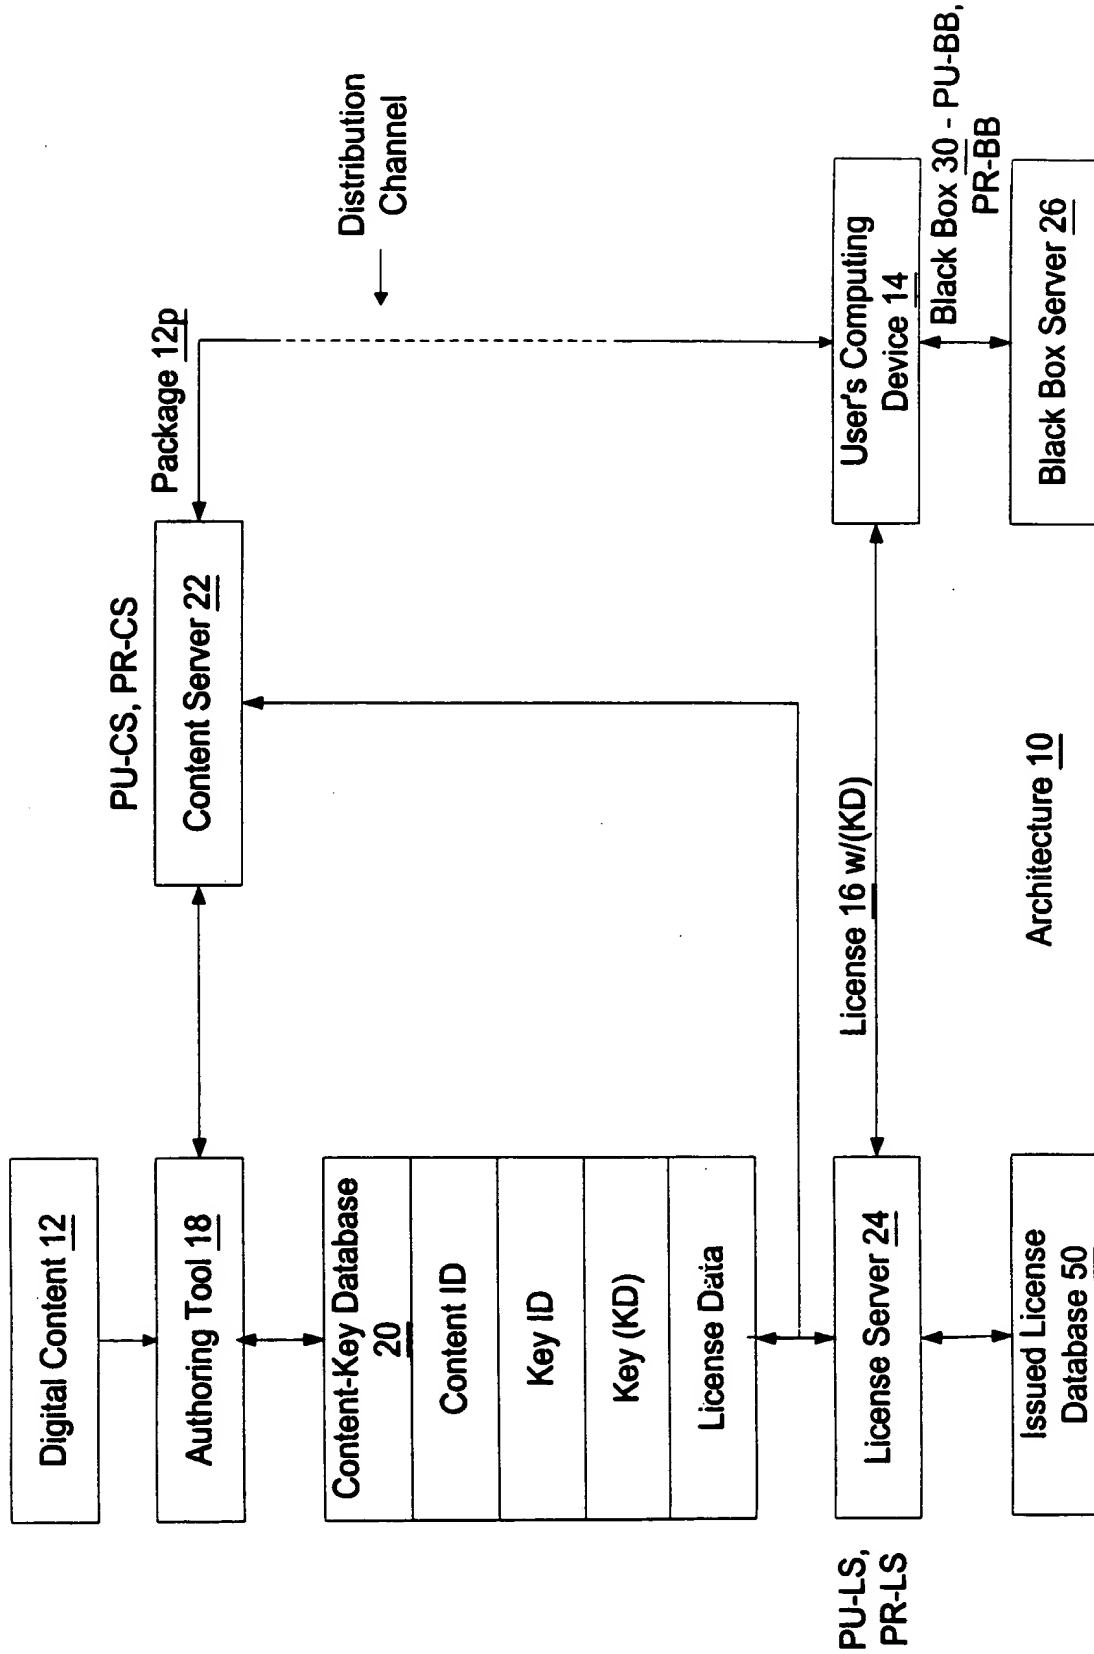 Digital Content 12
Authoring Tool 18
Content-Key Database
20
Content ID
Key ID
Key (KD)
License Data
PU-LS,
PR-LS
License Server 24
Issued License
Database 50
PU-CS, PR-CS
Content Server 22
Package 12p
Distribution
Channel
License 16 w/(KD)
User's Computing
Device 14
Black Box 30 - PU-BB,
PR-BB
Black Box Server 26
Architecture 10